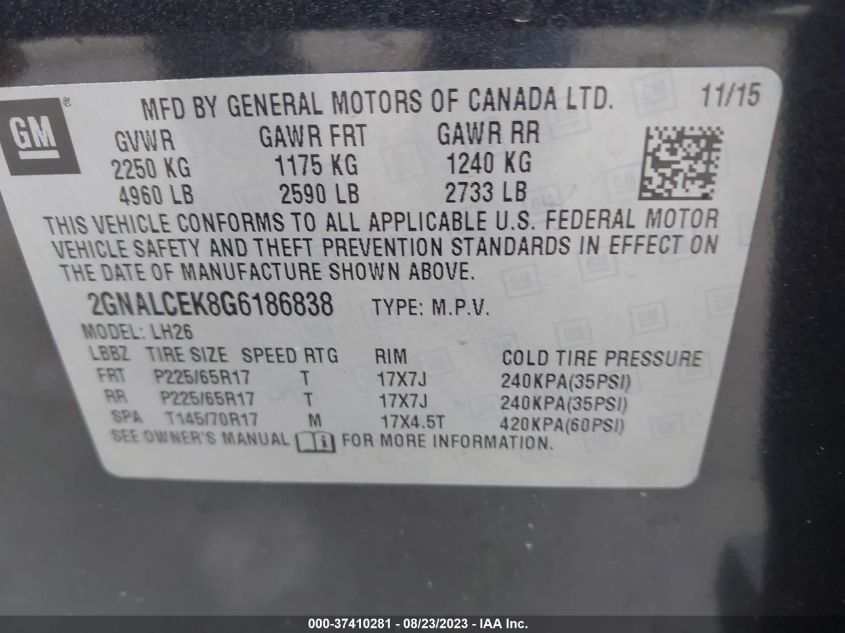 GM
®
MFD BY GENERAL MOTORS OF CANADA LTD. 11/15
GVWR GAWR FRT GAWR RR
2250 KG 1175 KG 1240 KG
4960 LB 2590 LB 2733 LB
THIS VEHICLE CONFORMS TO ALL APPLICABLE U.S. FEDERAL MOTOR
VEHICLE SAFETY AND THEFT PREVENTION STANDARDS IN EFFECT ON
THE DATE OF MANUFACTURE SHOWN ABOVE.
2GNALCEK8G6186838 TYPE: M.P.V.
MODEL: LH26
LBBZ TIRE SIZE SPEED RTG RIM COLD TIRE PRESSURE
FRT P225/65R17 T 17X7J 240KPA(35PSI)
RR P225/65R17 T 17X7J 240KPA(35PSI)
SPA T145/70R17 M 17X4.5T 420KPA(60PSI)
SEE OWNER'S MANUAL i FOR MORE INFORMATION.
000-37410281 - 08/23/2023 - IAA Inc.